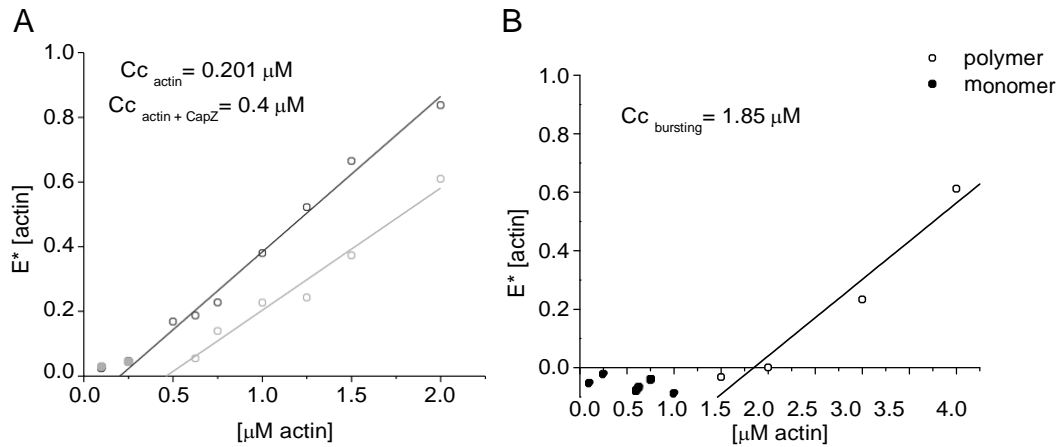 A
Cc actin= 0.201 μM
Cc actin + CapZ= 0.4 μM
E* [actin]
1.0
0.8
0.6
0.4
0.2
0.0
0.0 0.5 1.0 1.5 2.0
[μM actin]
B
polymer
monomer
Cc bursting= 1.85 μM
E* [actin]
1.0
0.8
0.6
0.4
0.2
0.0
0.0 0.5 1.0 1.5 2.0 2.5 3.0 3.5 4.0
[μM actin]